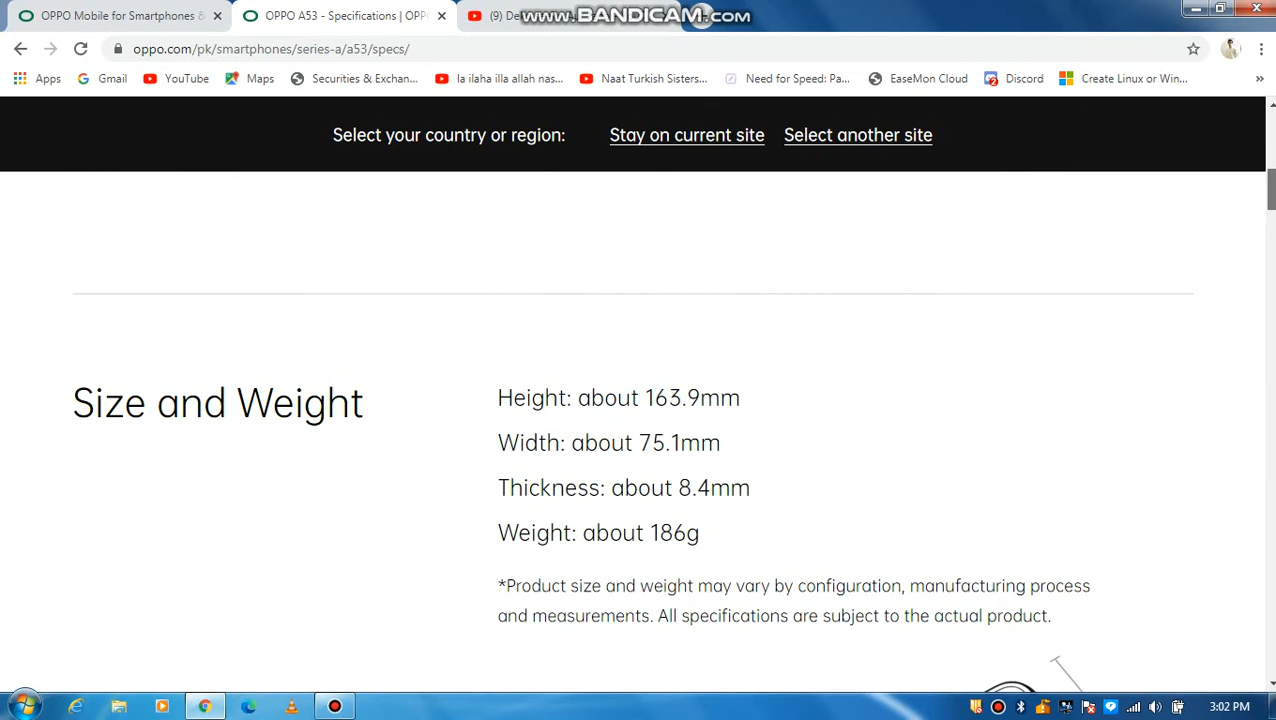 OPPO Mobile for Smartphones &
OPPO A53 - Specifications | OPPO
(9) De
www.BANDICAM.COM
oppo.com/pk/smartphones/series-a/a53/specs/
Apps
Gmail
YouTube
Maps
Securities & Exchan...
la ilaha illa allah nas...
Naat Turkish Sisters...
Need for Speed: Pa...
EaseMon Cloud
Discord
Create Linux or Win...
»
Select your country or region: Stay on current site Select another site
Size and Weight
Height: about 163.9mm
Width: about 75.1mm
Thickness: about 8.4mm
Weight: about 186g
*Product size and weight may vary by configuration, manufacturing process
and measurements. All specifications are subject to the actual product.
3:02 PM